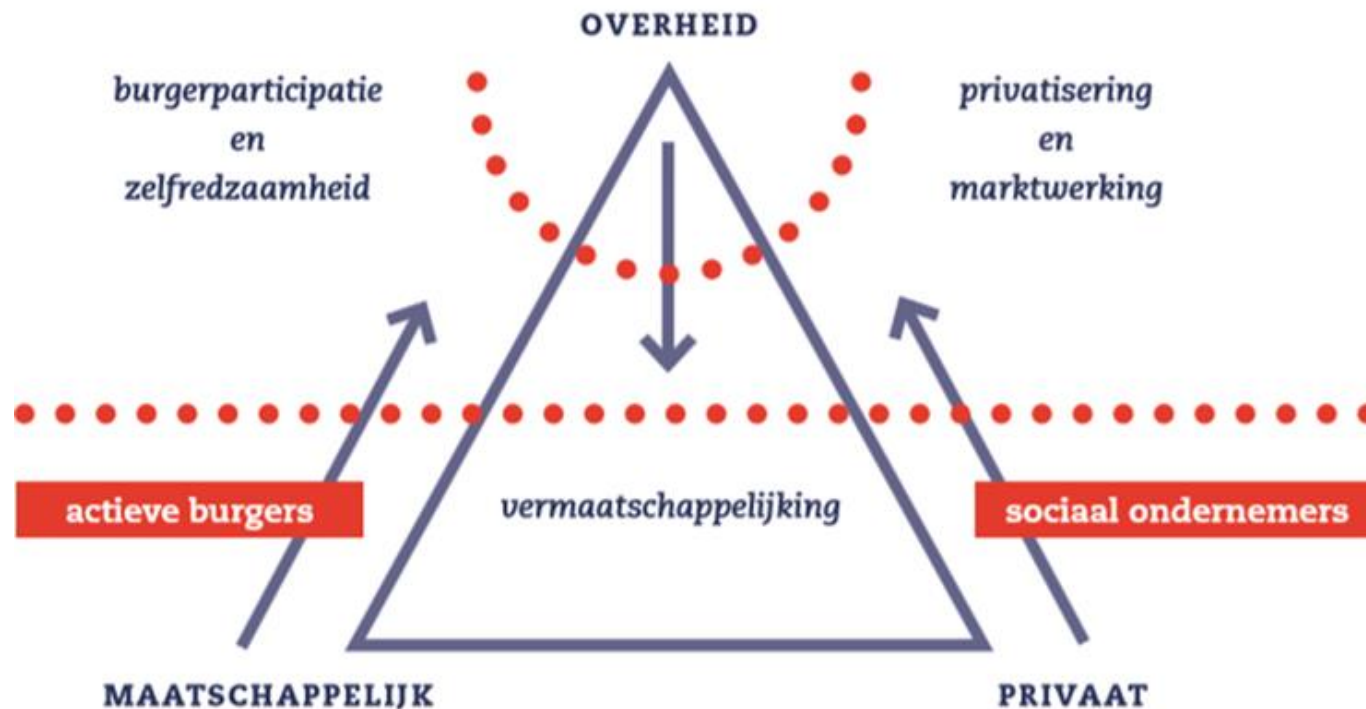 OVERHEID
burgerparticipatie
en
zelfredzaamheid
privatisering
en
marktwerking
actieve burgers
vermaatschappelijking
sociaal ondernemers
MAATSCHAPPELIJK
PRIVAAT